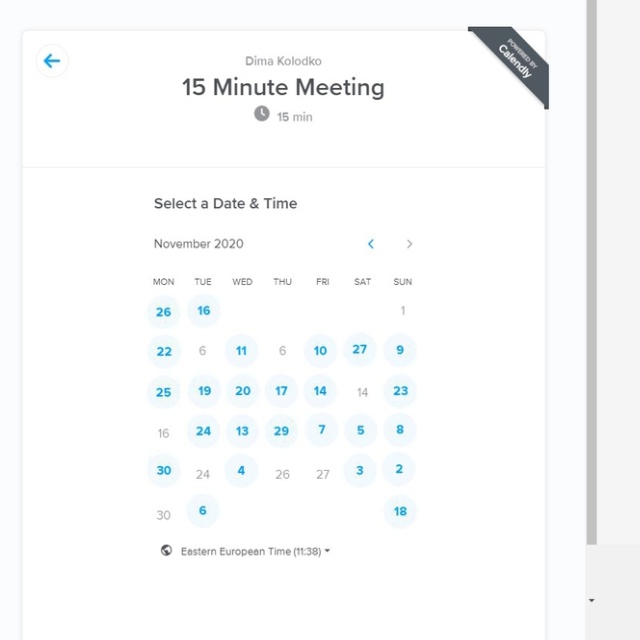 Dima Kolodko
POWERED BY
Calendly
15 Minute Meeting
15 min
Select a Date & Time
November 2020
MON TUE WED THU FRI SAT SUN
26 16 1
22 6 11 6 10 27 9
25 19 20 17 14 14 23
16 24 13 29 7 5 8
30 24 4 26 27 3 2
30 6 18
Eastern European Time (11:38)